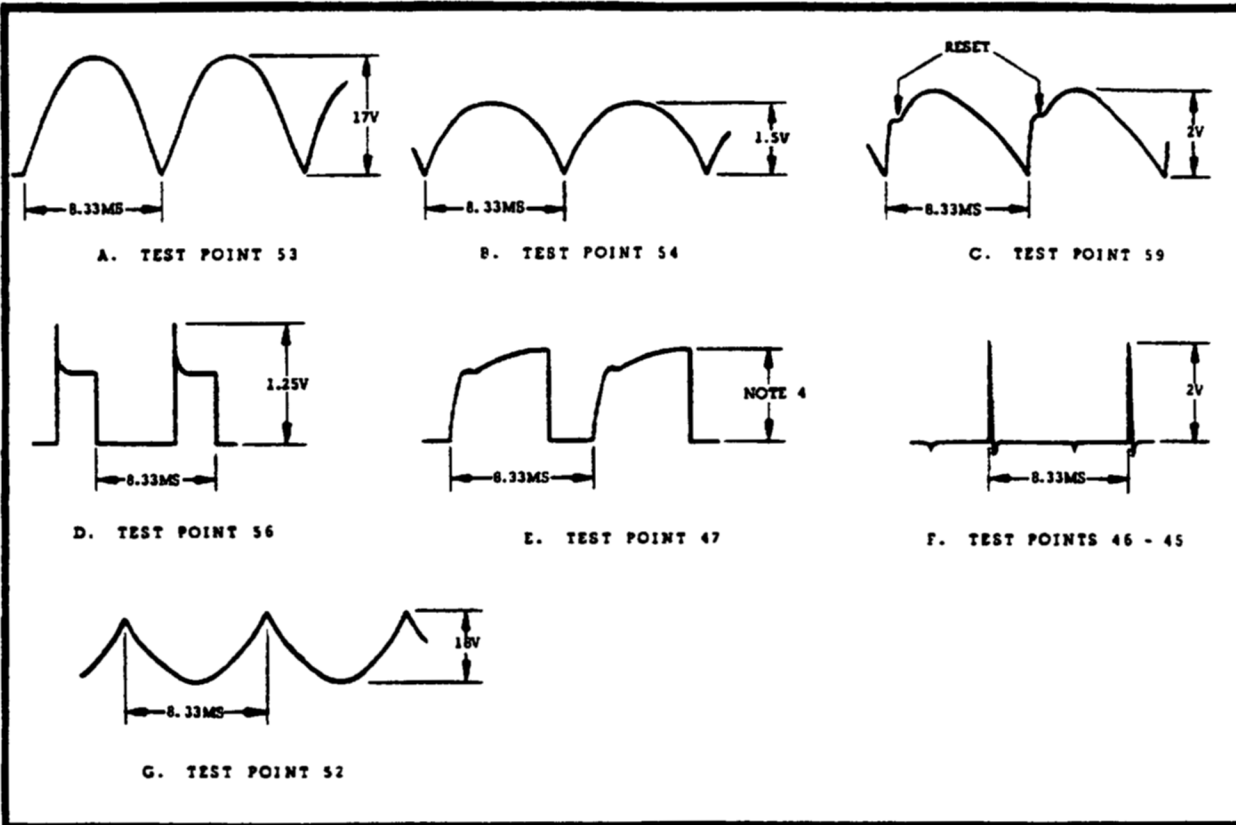 RESET
17V
1.5V
2V
8.33MS
8.33MS
8.33MS
A. TEST POINT 53
B. TEST POINT 54
C. TEST POINT 59
1.25V
NOTE 4
2V
8.33MS
8.33MS
8.33MS
D. TEST POINT 56
E. TEST POINT 47
F. TEST POINTS 46 - 45
18V
8.33MS
G. TEST POINT 52